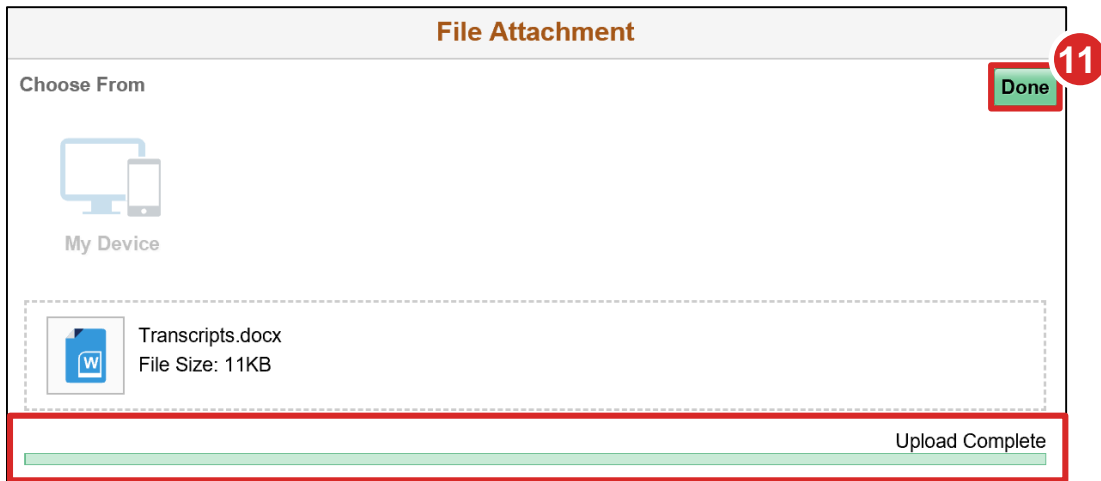 File Attachment
11
Choose From
Done
My Device
W
Transcripts.docx
File Size: 11KB
Upload Complete